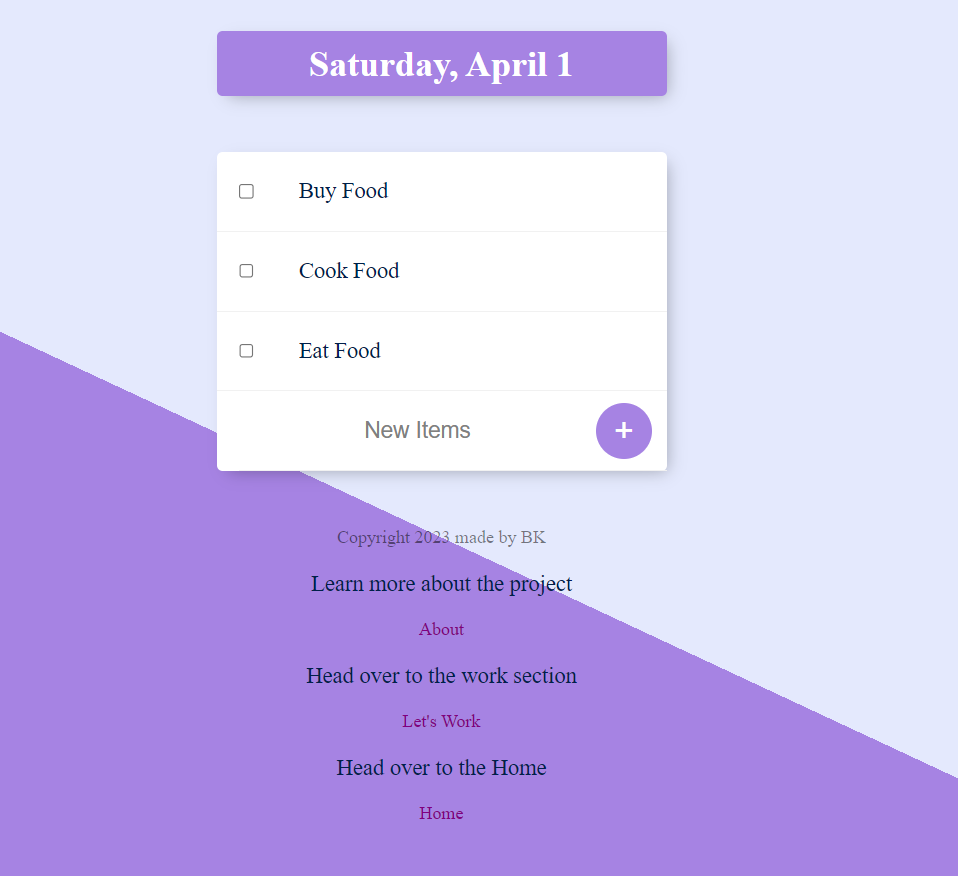 Saturday, April 1
Buy Food
Cook Food
Eat Food
New Items +
Copyright 2023 made by BK
Learn more about the project
About
Head over to the work section
Let's Work
Head over to the Home
Home